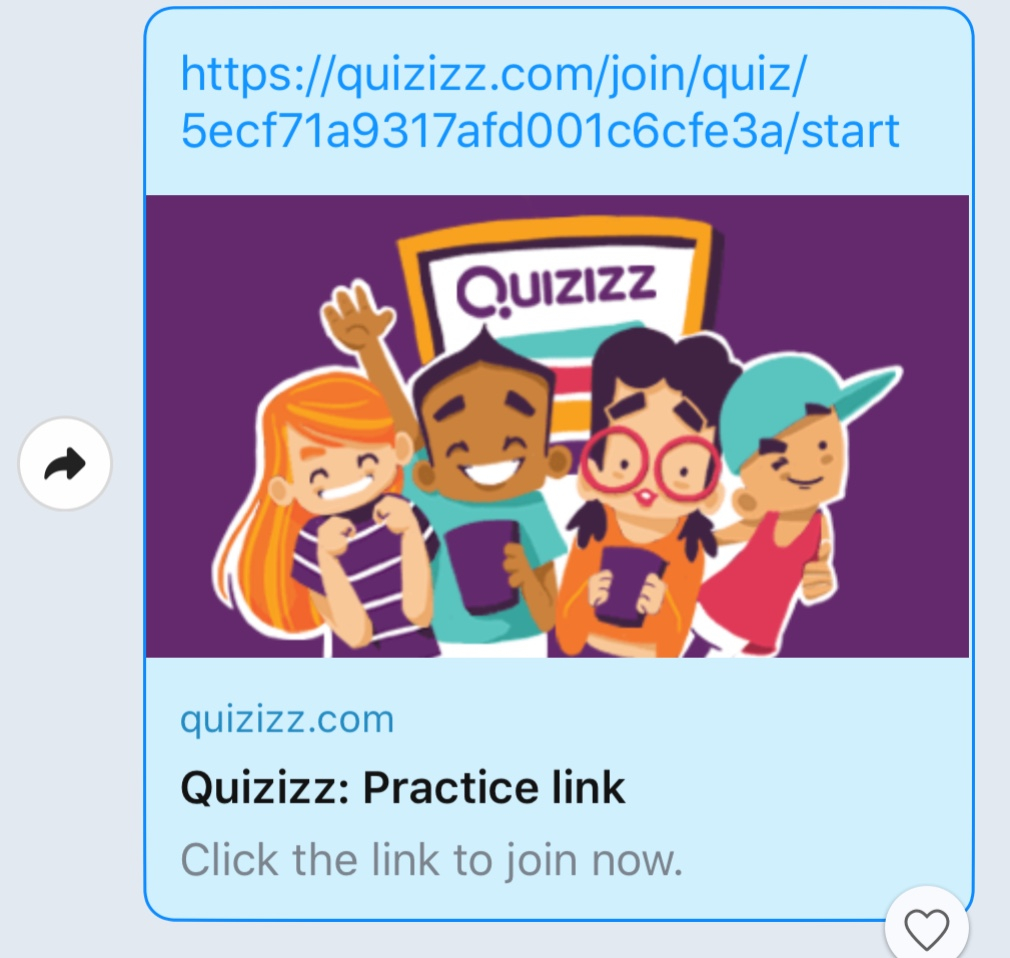 https://quizizz.com/join/quiz/
5ecf71a9317afd001c6cfe3a/start
Quizizz
quizizz.com
Quizizz: Practice link
Click the link to join now.